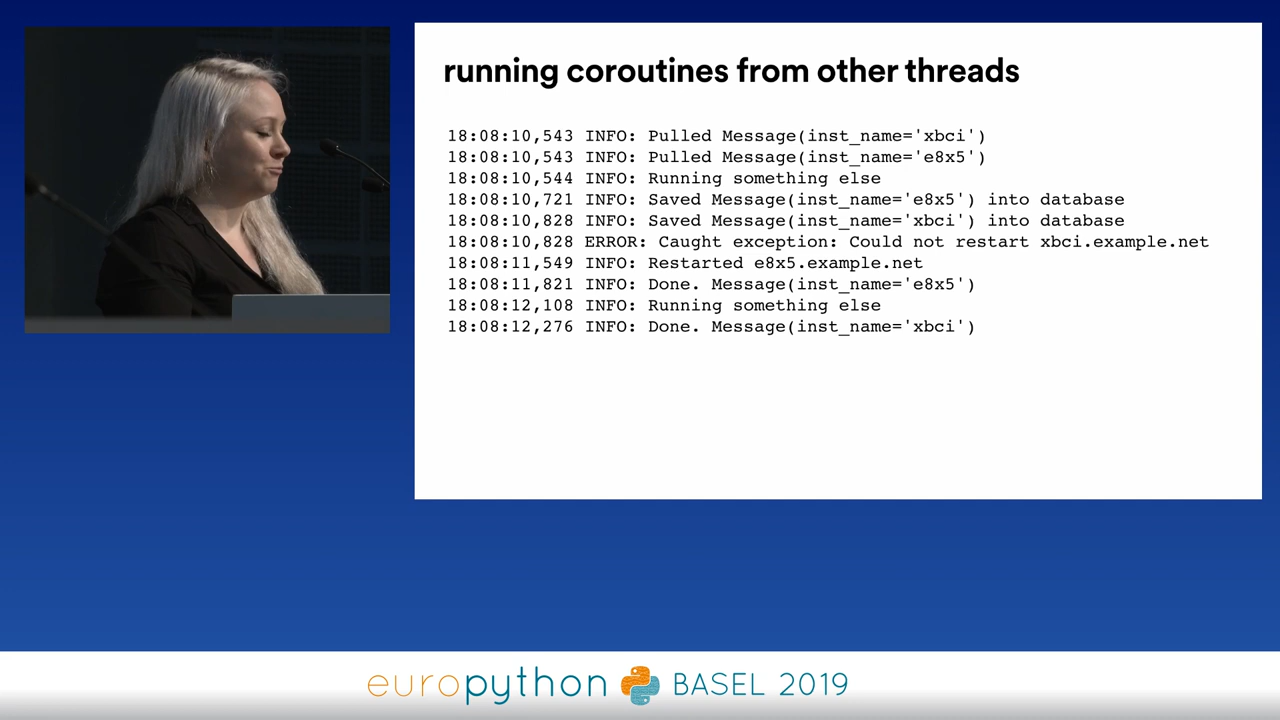 running coroutines from other threads
18:08:10,543 INFO: Pulled Message(inst_name='xbci')
18:08:10,543 INFO: Pulled Message(inst_name='e8x5')
18:08:10,544 INFO: Running something else
18:08:10,721 INFO: Saved Message(inst_name='e8x5') into database
18:08:10,828 INFO: Saved Message(inst_name='xbci') into database
18:08:10,828 ERROR: Caught exception: Could not restart xbci.example.net
18:08:11,549 INFO: Restarted e8x5.example.net
18:08:11,821 INFO: Done. Message(inst_name='e8x5')
18:08:12,108 INFO: Running something else
18:08:12,276 INFO: Done. Message(inst_name='xbci')
europython BASEL 2019